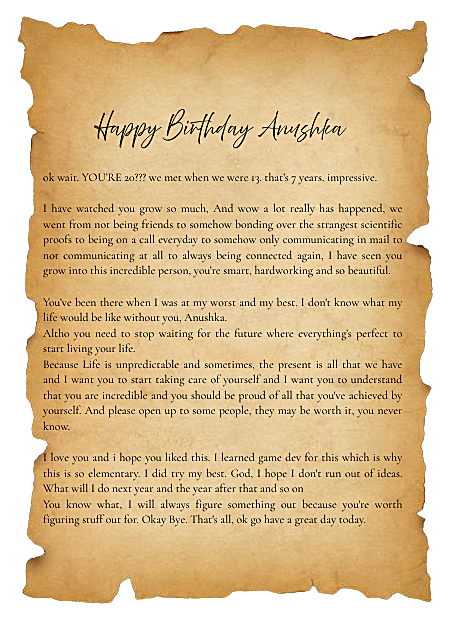 Happy Birthday Anushka
ok wait. YOU'RE 20??? we met when we were 13. that's 7 years. impressive.
I have watched you grow so much, And wow a lot really has happened, we
went from not being friends to somehow bonding over the strangest scientific
proofs to being on a call everyday to somehow only communicating in mail to
not communicating at all to always being connected again, I have seen you
grow into this incredible person, you're smart, hardworking and so beautiful.
You've been there when I was at my worst and my best. I don't know what my
life would be like without you, Anushka.
Altho you need to stop waiting for the future where everything's perfect to
start living your life.
Because Life is unpredictable and sometimes, the present is all that we have
and I want you to start taking care of yourself and I want you to understand
that you are incredible and you should be proud of all that you've achieved by
yourself. And please open up to some people, they may be worth it, you never
know.
I love you and i hope you liked this. I learned game dev for this which is why
this is so elementary. I did try my best. God, I hope I don't run out of ideas.
What will I do next year and the year after that and so on
You know what, I will always figure something out because you're worth
figuring stuff out for. Okay Bye. That's all, ok go have a great day today.